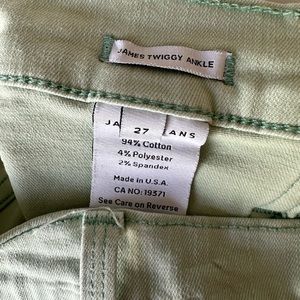 JAMES TWIGGY ANKLE
JA
27
ANS
94% Cotton
4% Polyester
2% Spandex
Made in U.S.A.
CA NO: 19371
See Care on Reverse